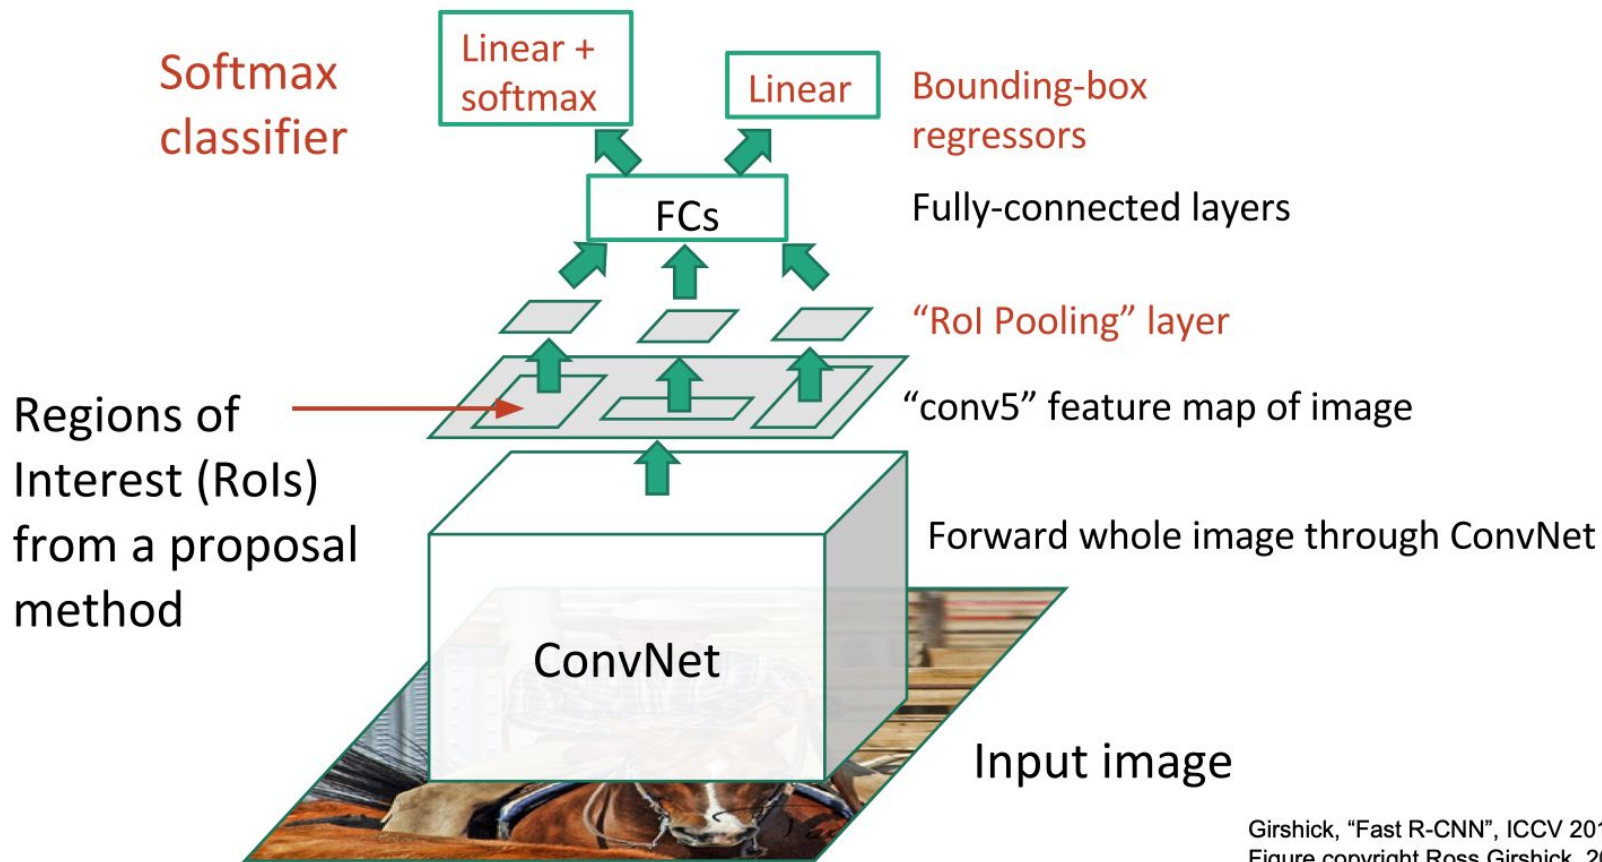 Softmax
classifier
Linear +
softmax
Linear
Bounding-box
regressors
FCs
Fully-connected layers
“RoI Pooling” layer
Regions of
Interest (RoIs)
from a proposal
method
“conv5” feature map of image
Forward whole image through ConvNet
ConvNet
Input image
Girshick, “Fast R-CNN”, ICCV
Figure copyright Ross Girshick,